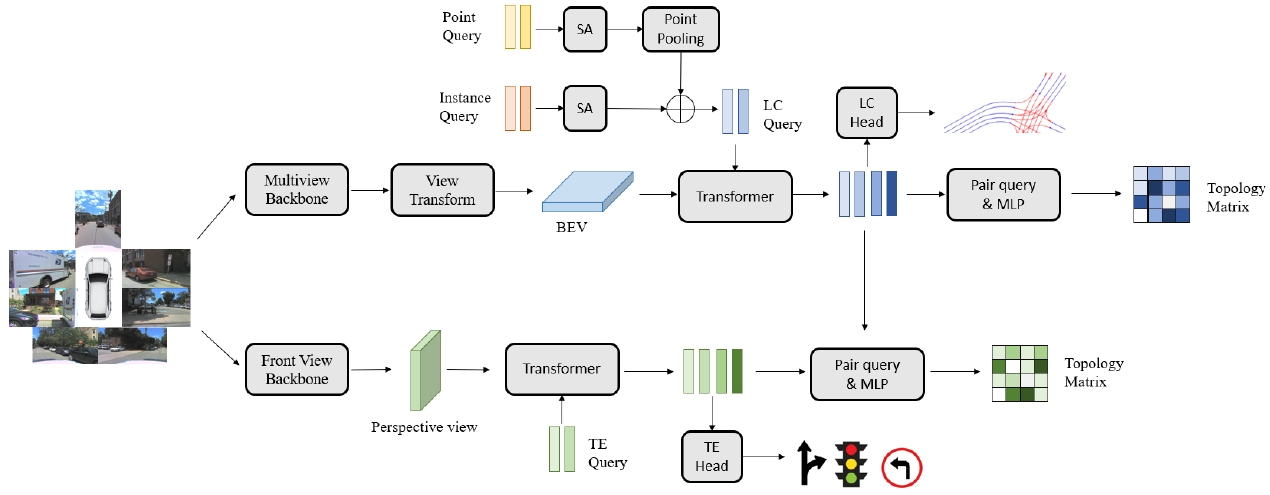 Point
Query
SA
Point
Pooling
Instance
Query
SA
LC
Query
LC
Head
Multiview
Backbone
View
Transform
BEV
Transformer
Pair query
& MLP
Topology
Matrix
Front View
Backbone
Perspective view
Transformer
TE
Query
TE
Head
Pair query
& MLP
Topology
Matrix